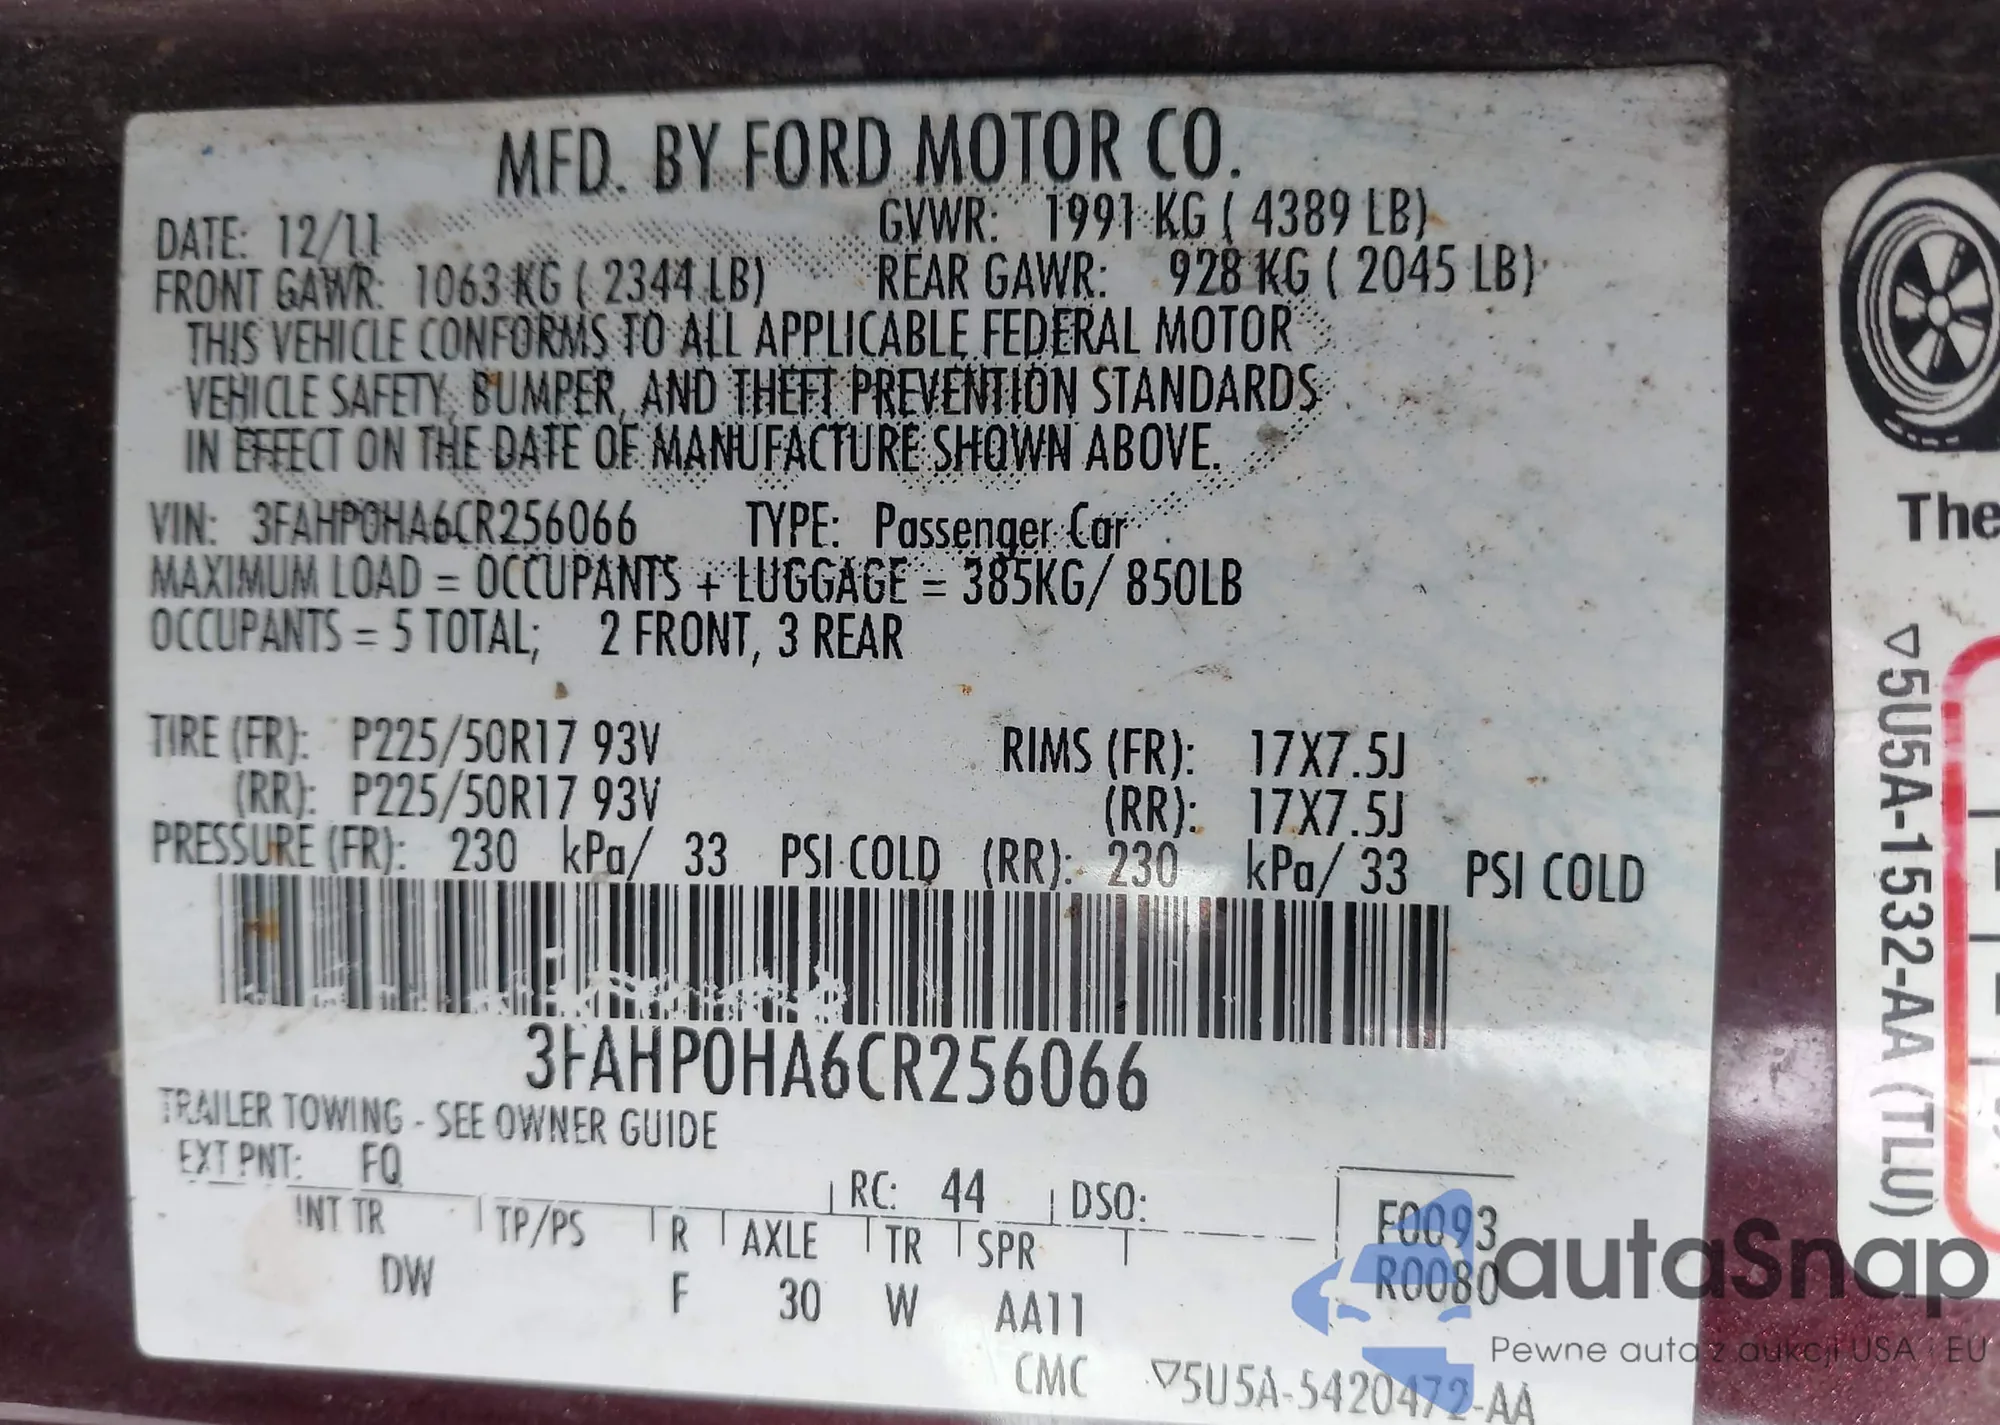 MFD. BY FORD MOTOR CO.
DATE: 12/11 GVWR: 1991 KG ( 4389 LB)
FRONT GAWR: 1063 KG ( 2344 LB) REAR GAWR: 928 KG ( 2045 LB)
THIS VEHICLE CONFORMS TO ALL APPLICABLE FEDERAL MOTOR
VEHICLE SAFETY, BUMPER, AND THEFT PREVENTION STANDARDS
IN EFFECT ON THE DATE OF MANUFACTURE SHOWN ABOVE.
VIN: 3FAHP0HA6CR256066 TYPE: Passenger Car
MAXIMUM LOAD = OCCUPANTS + LUGGAGE = 385KG/ 850LB
OCCUPANTS = 5 TOTAL; 2 FRONT, 3 REAR
TIRE (FR): P225/50R17 93V RIMS (FR): 17X7.5J
(RR): P225/50R17 93V (RR): 17X7.5J
PRESSURE (FR): 230 kPa/ 33 PSI COLD (RR): 230 kPa/ 33 PSI COLD
3FAHP0HA6CR256066
TRAILER TOWING - SEE OWNER GUIDE
EXT PNT: FQ RC: 44 DSO:
INT TR TP/PS R AXLE TR SPR
DW F 30 W AA11
F0093
R0080
CMC ▽5U5A-5420472-AA
The
▽5U5A-1532-AA (TLU)
autaSnap
Pewne auta z aukcji USA i EU